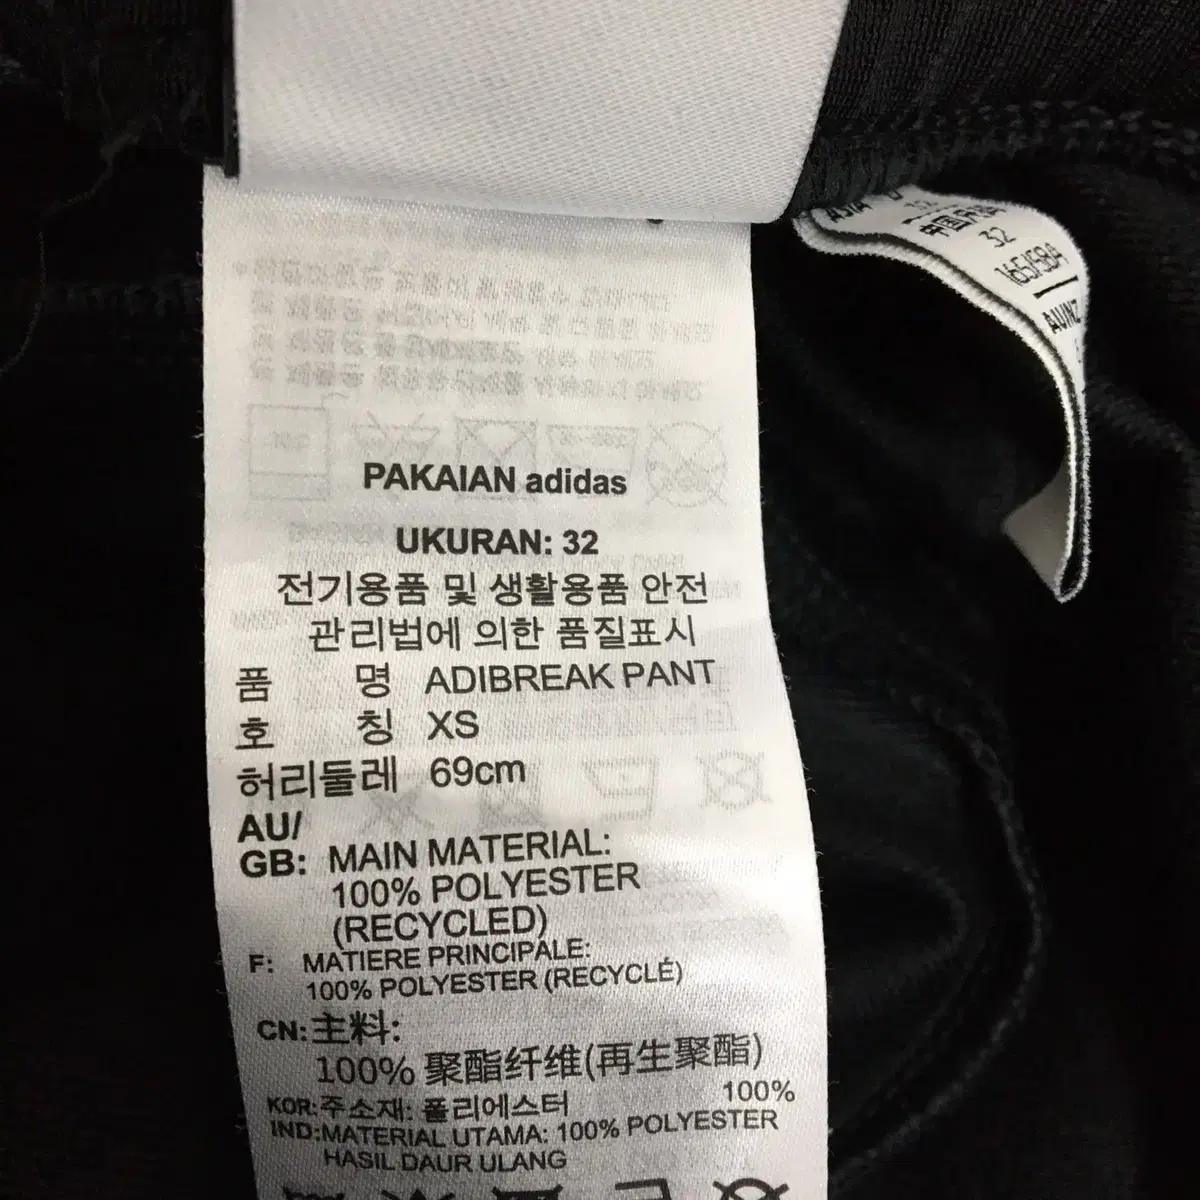 PAKAIAN adidas
UKURAN: 32
전기용품 및 생활용품 안전
관리법에 의한 품질표시
품 명 ADIBREAK PANT
호 칭 XS
허리둘레 69cm
AU/
GB: MAIN MATERIAL:
100% POLYESTER
(RECYCLED)
F: MATIERE PRINCIPALE:
100% POLYESTER (RECYCLÉ)
CN: 主料:
100% 聚酯纤维(再生聚酯)
KOR:주소재: 폴리에스터 100%
IND:MATERIAL UTAMA: 100% POLYESTER
HASIL DAUR ULANG
32
165/58A
AU/NZ